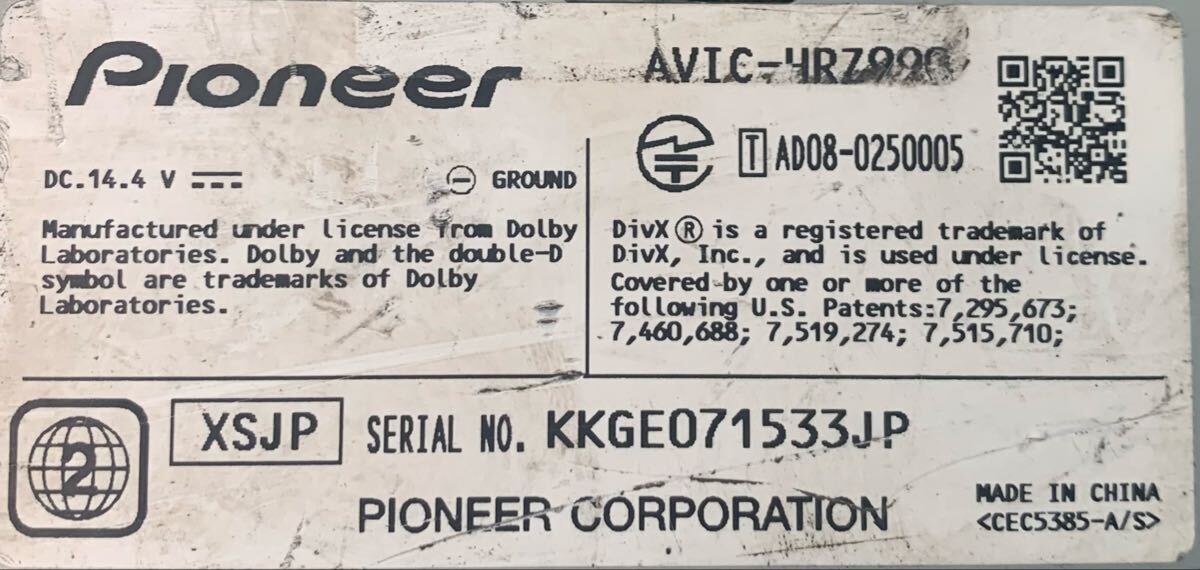 Pioneer
DC.14.4 V
GROUND
Manufactured under license from Dolby
Laboratories. Dolby and the double-D
symbol are trademarks of Dolby
Laboratories.
T AD08-0250005
DivX® is a registered trademark of
DivX, Inc., and is used under license.
Covered by one or more of the
following U.S. Patents:7,295,673;
7,460,688; 7,519,274; 7,515,710;
2
XSJP
SERIAL NO. KKGE071533JP
PIONEER CORPORATION
MADE IN CHINA
<CEC5385-A/S>